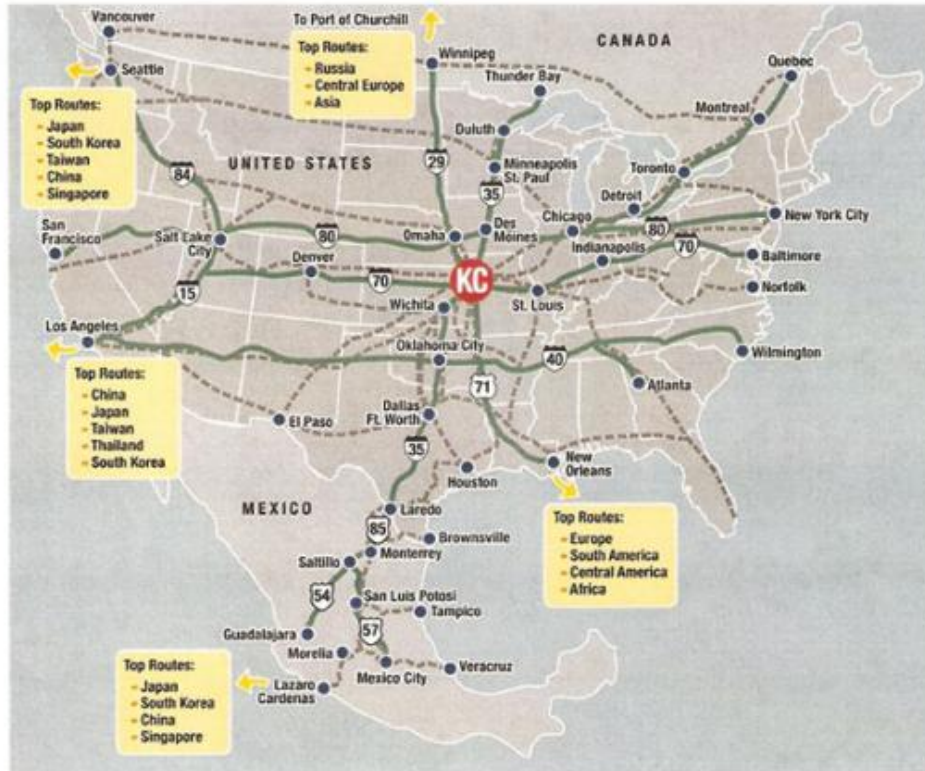 Vancouver
To Port of Churchill
CANADA
Seattle
Top Routes:
- Russia
- Central Europe
- Asia
Winnipeg
Thunder Bay
Quebec
Top Routes:
- Japan
- South Korea
- Taiwan
- China
- Singapore
Montreal
Duluth
UNITED STATES
84
29
Minneapolis
St. Paul
35
Toronto
Detroit
San
Francisco
Salt Lake
City
80
Omaha
Des
Moines
Chicago
80
New York City
Indianapolis
70
Baltimore
Denver
15
70
KC
Wichita
St. Louis
Norfolk
Los Angeles
Oklahoma City
40
Wilmington
Top Routes:
- China
- Japan
- Taiwan
- Thailand
- South Korea
71
Atlanta
El Paso
Dallas
Ft. Worth
35
Houston
New
Orleans
MEXICO
Laredo
85
Top Routes:
- Europe
- South America
- Central America
- Africa
Brownsville
Saltillo
Monterrey
54
San Luis Potosi
Tampico
57
Guadalajara
Morelia
Mexico City
Veracruz
Lazaro
Cardenas
Top Routes:
- Japan
- South Korea
- China
- Singapore